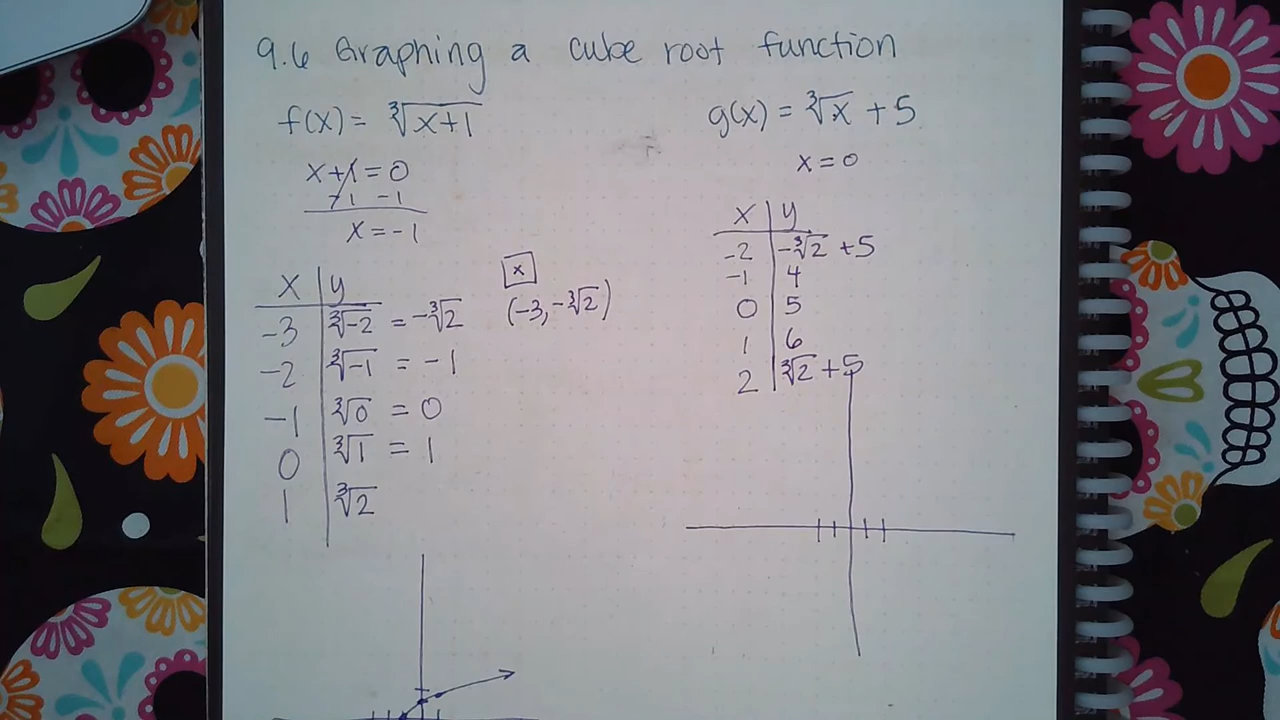 9.6 Graphing a cube root function
f(x) = ∛(x+1)
x+1 = 0
-1 -1
x = -1
x | y
-3 | ∛-2 = -∛2
-2 | ∛-1 = -1
-1 | ∛0 = 0
0 | ∛1 = 1
1 | ∛2
x
(-3, -∛2)
g(x) = ∛x + 5
x = 0
x | y
-2 | -∛2 + 5
-1 | 4
0 | 5
1 | 6
2 | ∛2 + 5